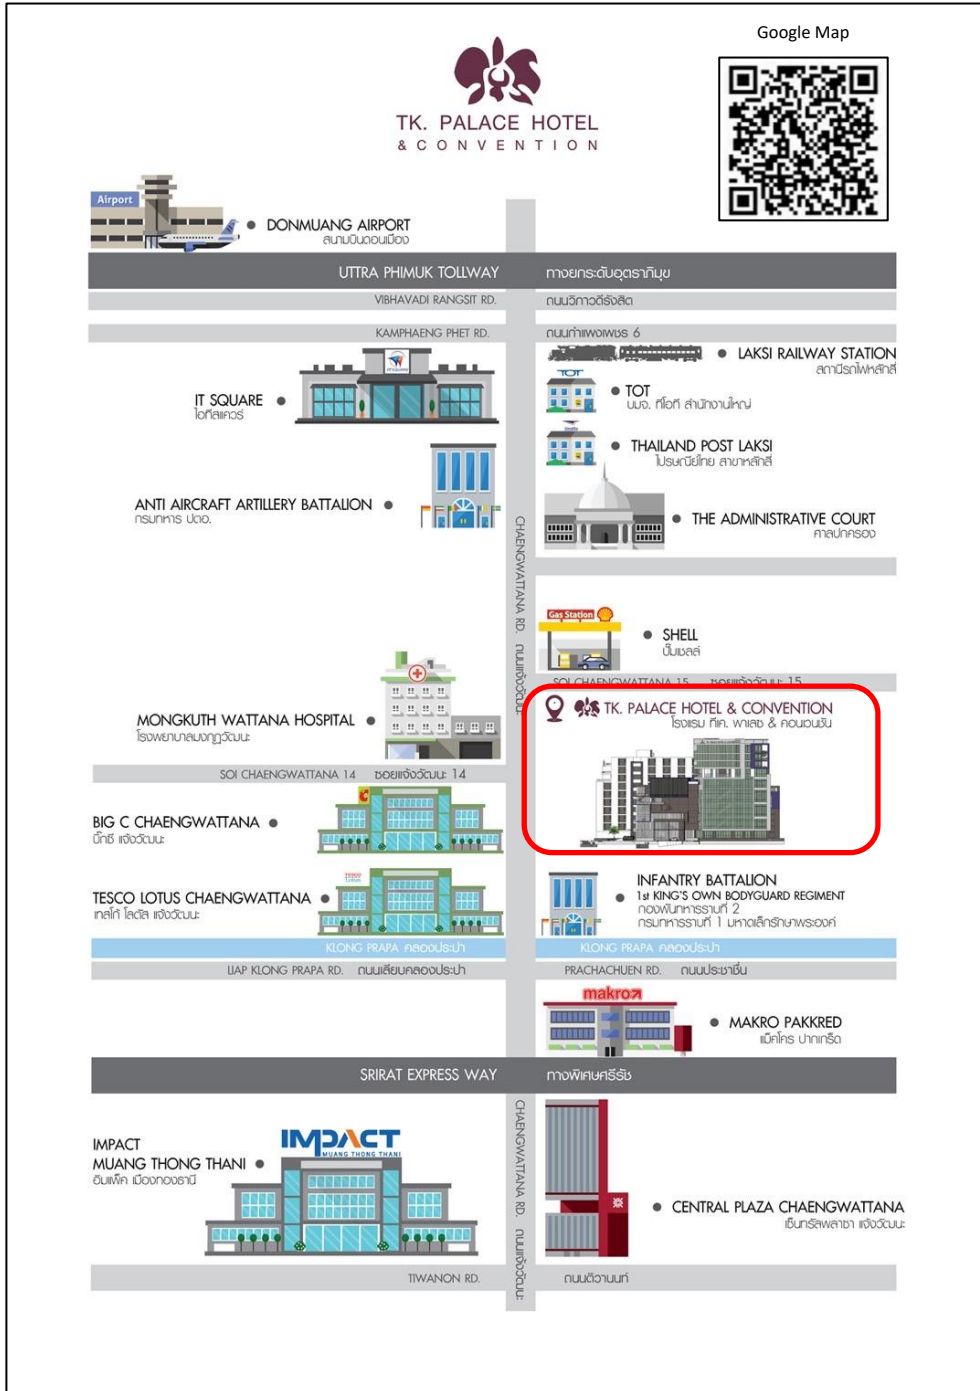 Google Map
TK. PALACE HOTEL
& CONVENTION
Airport
DONMUANG AIRPORT
สนามบินดอนเมือง
UTTRA PHIMUK TOLLWAY ทางยกระดับอุตราภิมุข
VIBHAVADI RANGSIT RD. ถนนวิภาวดีรังสิต
KAMPHAENG PHET RD. ถนนกำแพงเพชร 6
LAKSI RAILWAY STATION
สถานีรถไฟหลักสี่
IT SQUARE
IT SQUARE
ไอทีสแควร์
TOT
TOT
บมจ. ทีโอที สำนักงานใหญ่
THAILAND POST LAKSI
ไปรษณีย์ไทย สาขาหลักสี่
ANTI AIRCRAFT ARTILLERY BATTALION
กรมทหาร ปตอ.
THE ADMINISTRATIVE COURT
ศาลปกครอง
CHAENGWATTANA RD. ถนนแจ้งวัฒนะ
Gas Station
SHELL
ปั๊มเชลล์
SOI CHAENGWATTANA 15 ซอยแจ้งวัฒนะ 15
MONGKUTH WATTANA HOSPITAL
โรงพยาบาลมงกุฎวัฒนะ
TK. PALACE HOTEL & CONVENTION
โรงแรม ทีเค. พาเลซ & คอนเวนชัน
SOI CHAENGWATTANA 14 ซอยแจ้งวัฒนะ 14
BIG C CHAENGWATTANA
บิ๊กซี แจ้งวัฒนะ
TESCO
Lotus
TESCO LOTUS CHAENGWATTANA
เทสโก้ โลตัส แจ้งวัฒนะ
INFANTRY BATTALION
1st KING'S OWN BODYGUARD REGIMENT
กองพันทหารราบที่ 2
กรมทหารราบที่ 1 มหาดเล็กรักษาพระองค์
KLONG PRAPA คลองประปา KLONG PRAPA คลองประปา
LIAP KLONG PRAPA RD. ถนนเลียบคลองประปา PRACHACHUEN RD. ถนนประชาชื่น
makro
MAKRO PAKKRED
แม็คโคร ปากเกร็ด
SRIRAT EXPRESS WAY ทางพิเศษศรีรัช
CHAENGWATTANA RD. ถนนแจ้งวัฒนะ
IMPACT
MUANG THONG THANI
IMPACT
MUANG THONG THANI
อิมแพ็ค เมืองทองธานี
CENTRAL PLAZA CHAENGWATTANA
เซ็นทรัลพลาซา แจ้งวัฒนะ
TIWANON RD. ถนนติวานนท์